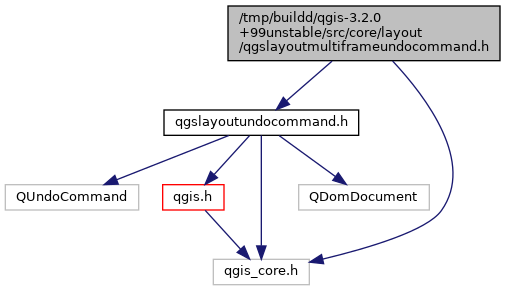 /tmp/buildd/qgis-3.2.0
+99unstable/src/core/layout
/qgslayoutmultiframeundocommand.h
qgslayoutundocommand.h
QUndoCommand
qgis.h
QDomDocument
qgis_core.h